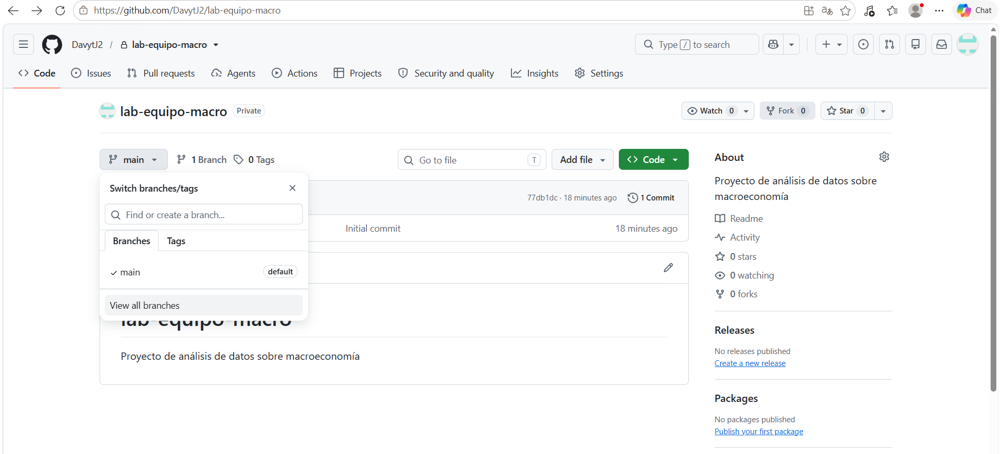 https://github.com/DavytJ2/lab-equipo-macro
Chat
DavytJ2 / lab-equipo-macro
Type / to search
Code
Issues
Pull requests
Agents
Actions
Projects
Security and quality
Insights
Settings
lab-equipo-macro Private
Watch 0
Fork 0
Star 0
main
1 Branch
0 Tags
Go to file
T
Add file
Code
Switch branches/tags
Find or create a branch...
Branches
Tags
main
default
View all branches
77db1dc · 18 minutes ago
1 Commit
Initial commit
18 minutes ago
lab-equipo-macro
Proyecto de análisis de datos sobre macroeconomía
About
Proyecto de análisis de datos sobre
macroeconomía
Readme
Activity
0 stars
0 watching
0 forks
Releases
No releases published
Create a new release
Packages
No packages published
Publish your first package